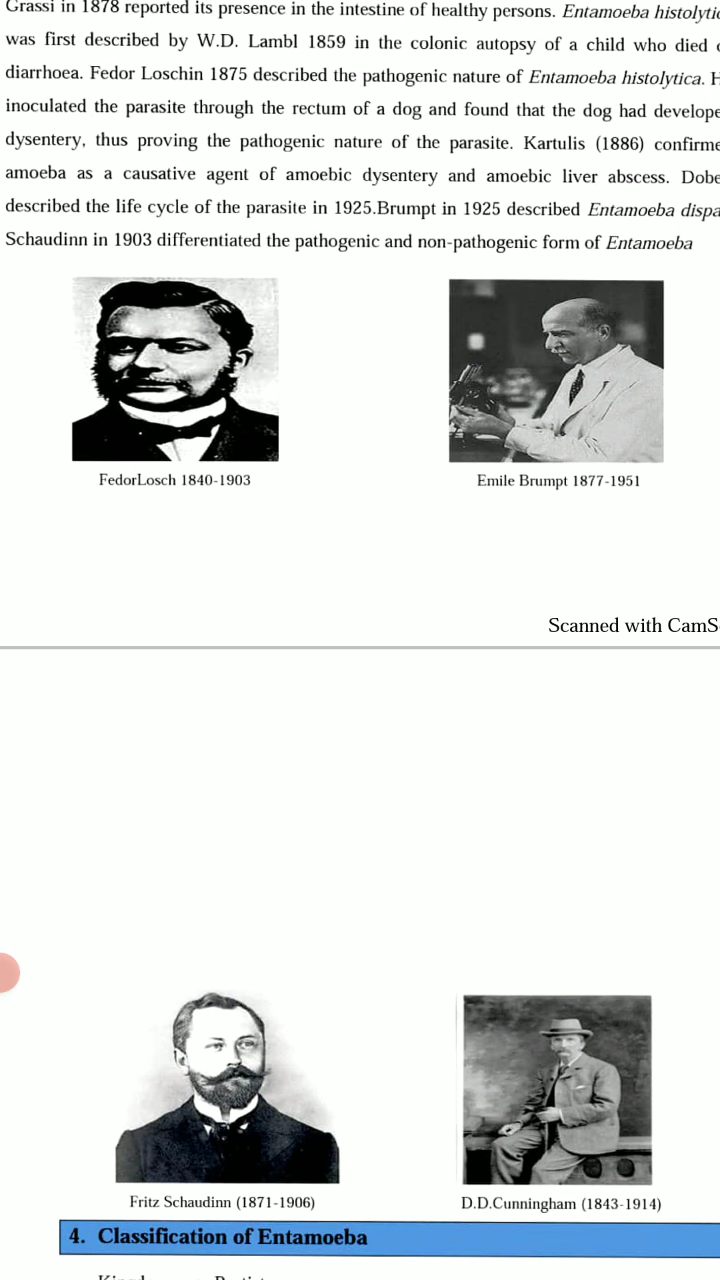 Grassi in 1878 reported its presence in the intestine of healthy persons. Entamoeba
was first described by W.D. Lambl 1859 in the colonic autopsy of a child who died
diarrhoea. Fedor Loschin 1875 described the pathogenic nature of Entamoeba histolytica.
inoculated the parasite through the rectum of a dog and found that the dog had
dysentery, thus proving the pathogenic nature of the parasite. Kartulis (1886)
amoeba as a causative agent of amoebic dysentery and amoebic liver abscess.
described the life cycle of the parasite in 1925.Brumpt in 1925 described Entamoeba
Schaudinn in 1903 differentiated the pathogenic and non-pathogenic form of Entamoeba
FedorLosch 1840-1903
Emile Brumpt 1877-1951
Scanned with
Fritz Schaudinn (1871-1906)
D.D.Cunningham (1843-1914)
4. Classification of Entamoeba